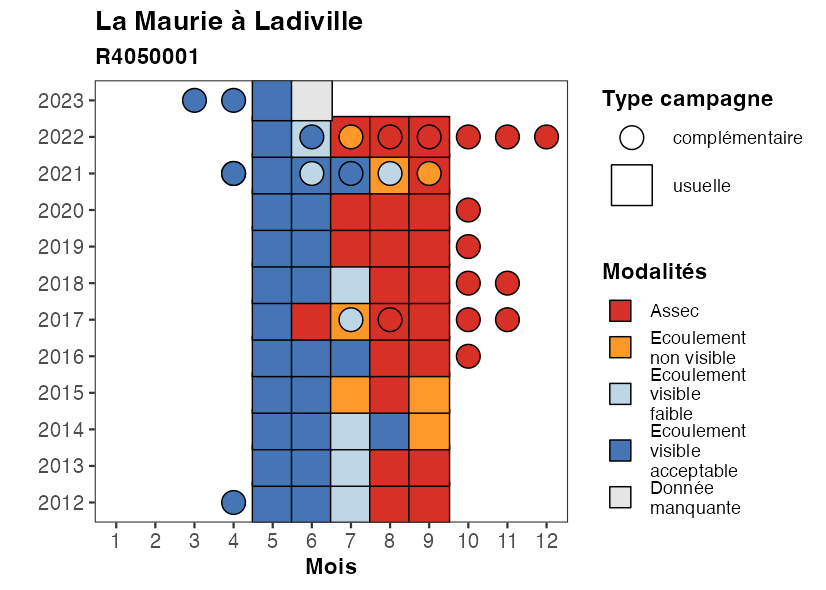 La Maurie à Ladiville
R4050001
2023
2022
2021
2020
2019
2018
2017
2016
2015
2014
2013
2012
1 2 3 4 5 6 7 8 9 10 11 12
Mois
Type campagne
complémentaire
usuelle
Modalités
Assec
Ecoulement
non visible
Ecoulement
visible
faible
Ecoulement
visible
acceptable
Donnée
manquante